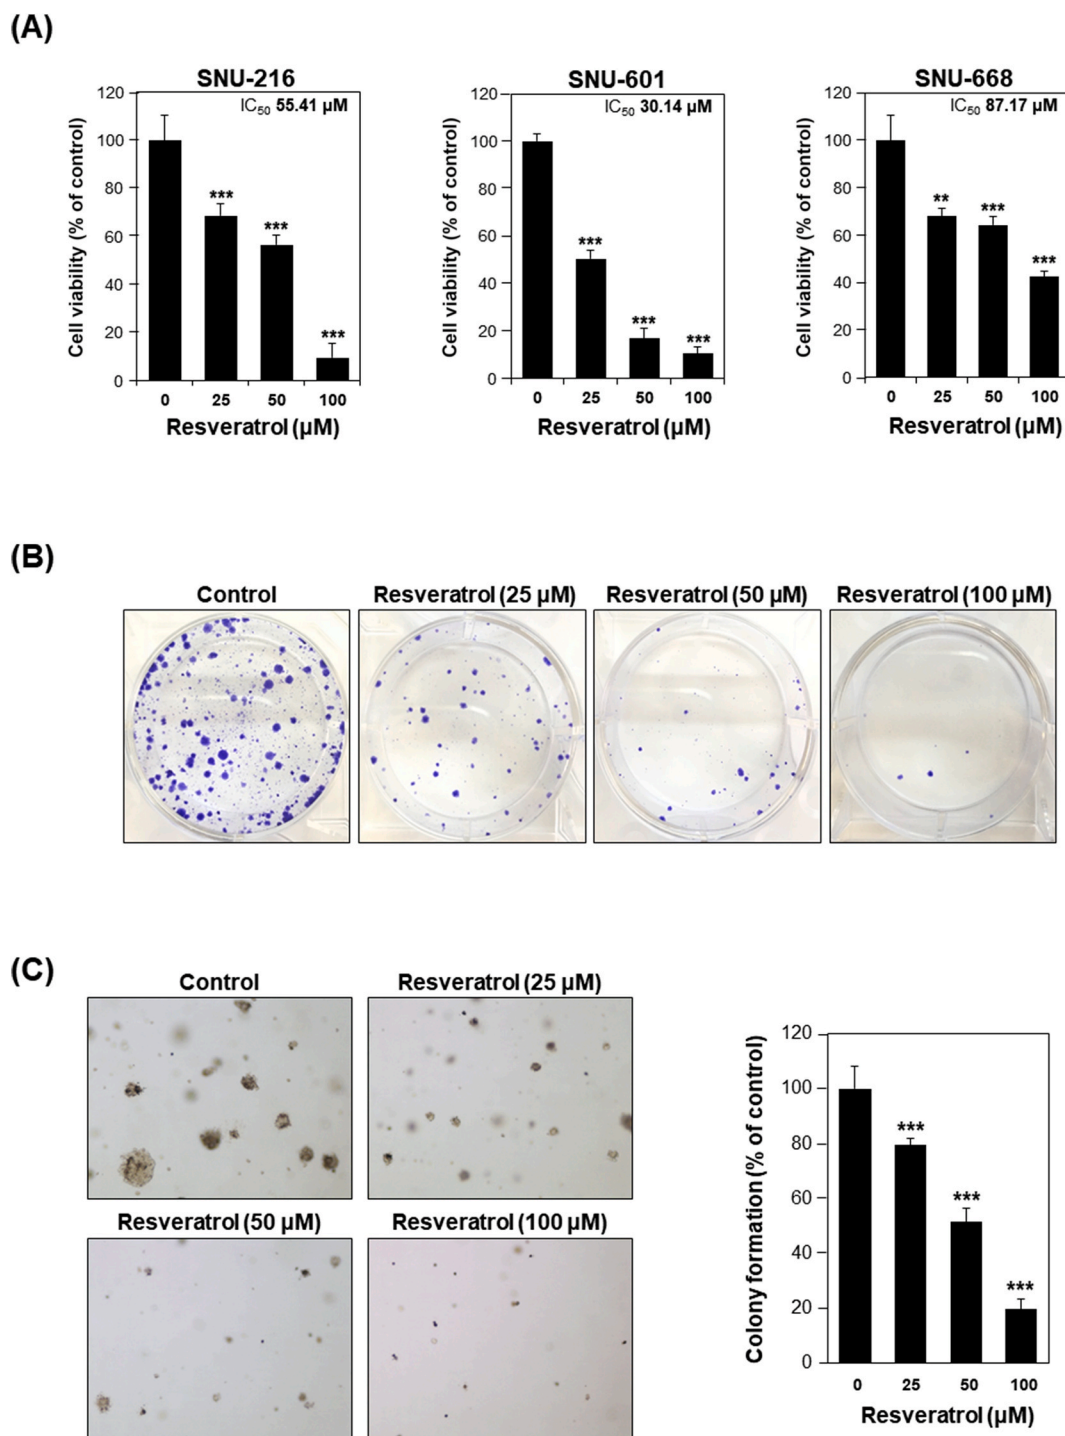 (A)
SNU-216
SNU-601
SNU-668
IC50 55.41 µM
IC50 30.14 µM
IC50 87.17 µM
Cell viability (% of control)
120
100
80
60
40
20
0
***
***
***
0 25 50 100
Resveratrol (µM)
Cell viability (% of control)
120
100
80
60
40
20
0
***
***
***
0 25 50 100
Resveratrol (µM)
Cell viability (% of control)
120
100
80
60
40
20
0
**
***
***
0 25 50 100
Resveratrol (µM)
(B)
Control
Resveratrol (25 µM)
Resveratrol (50 µM)
Resveratrol (100 µM)
(C)
Control
Resveratrol (25 µM)
Resveratrol (50 µM)
Resveratrol (100 µM)
Colony formation (% of control)
120
100
80
60
40
20
0
***
***
***
0 25 50 100
Resveratrol (µM)